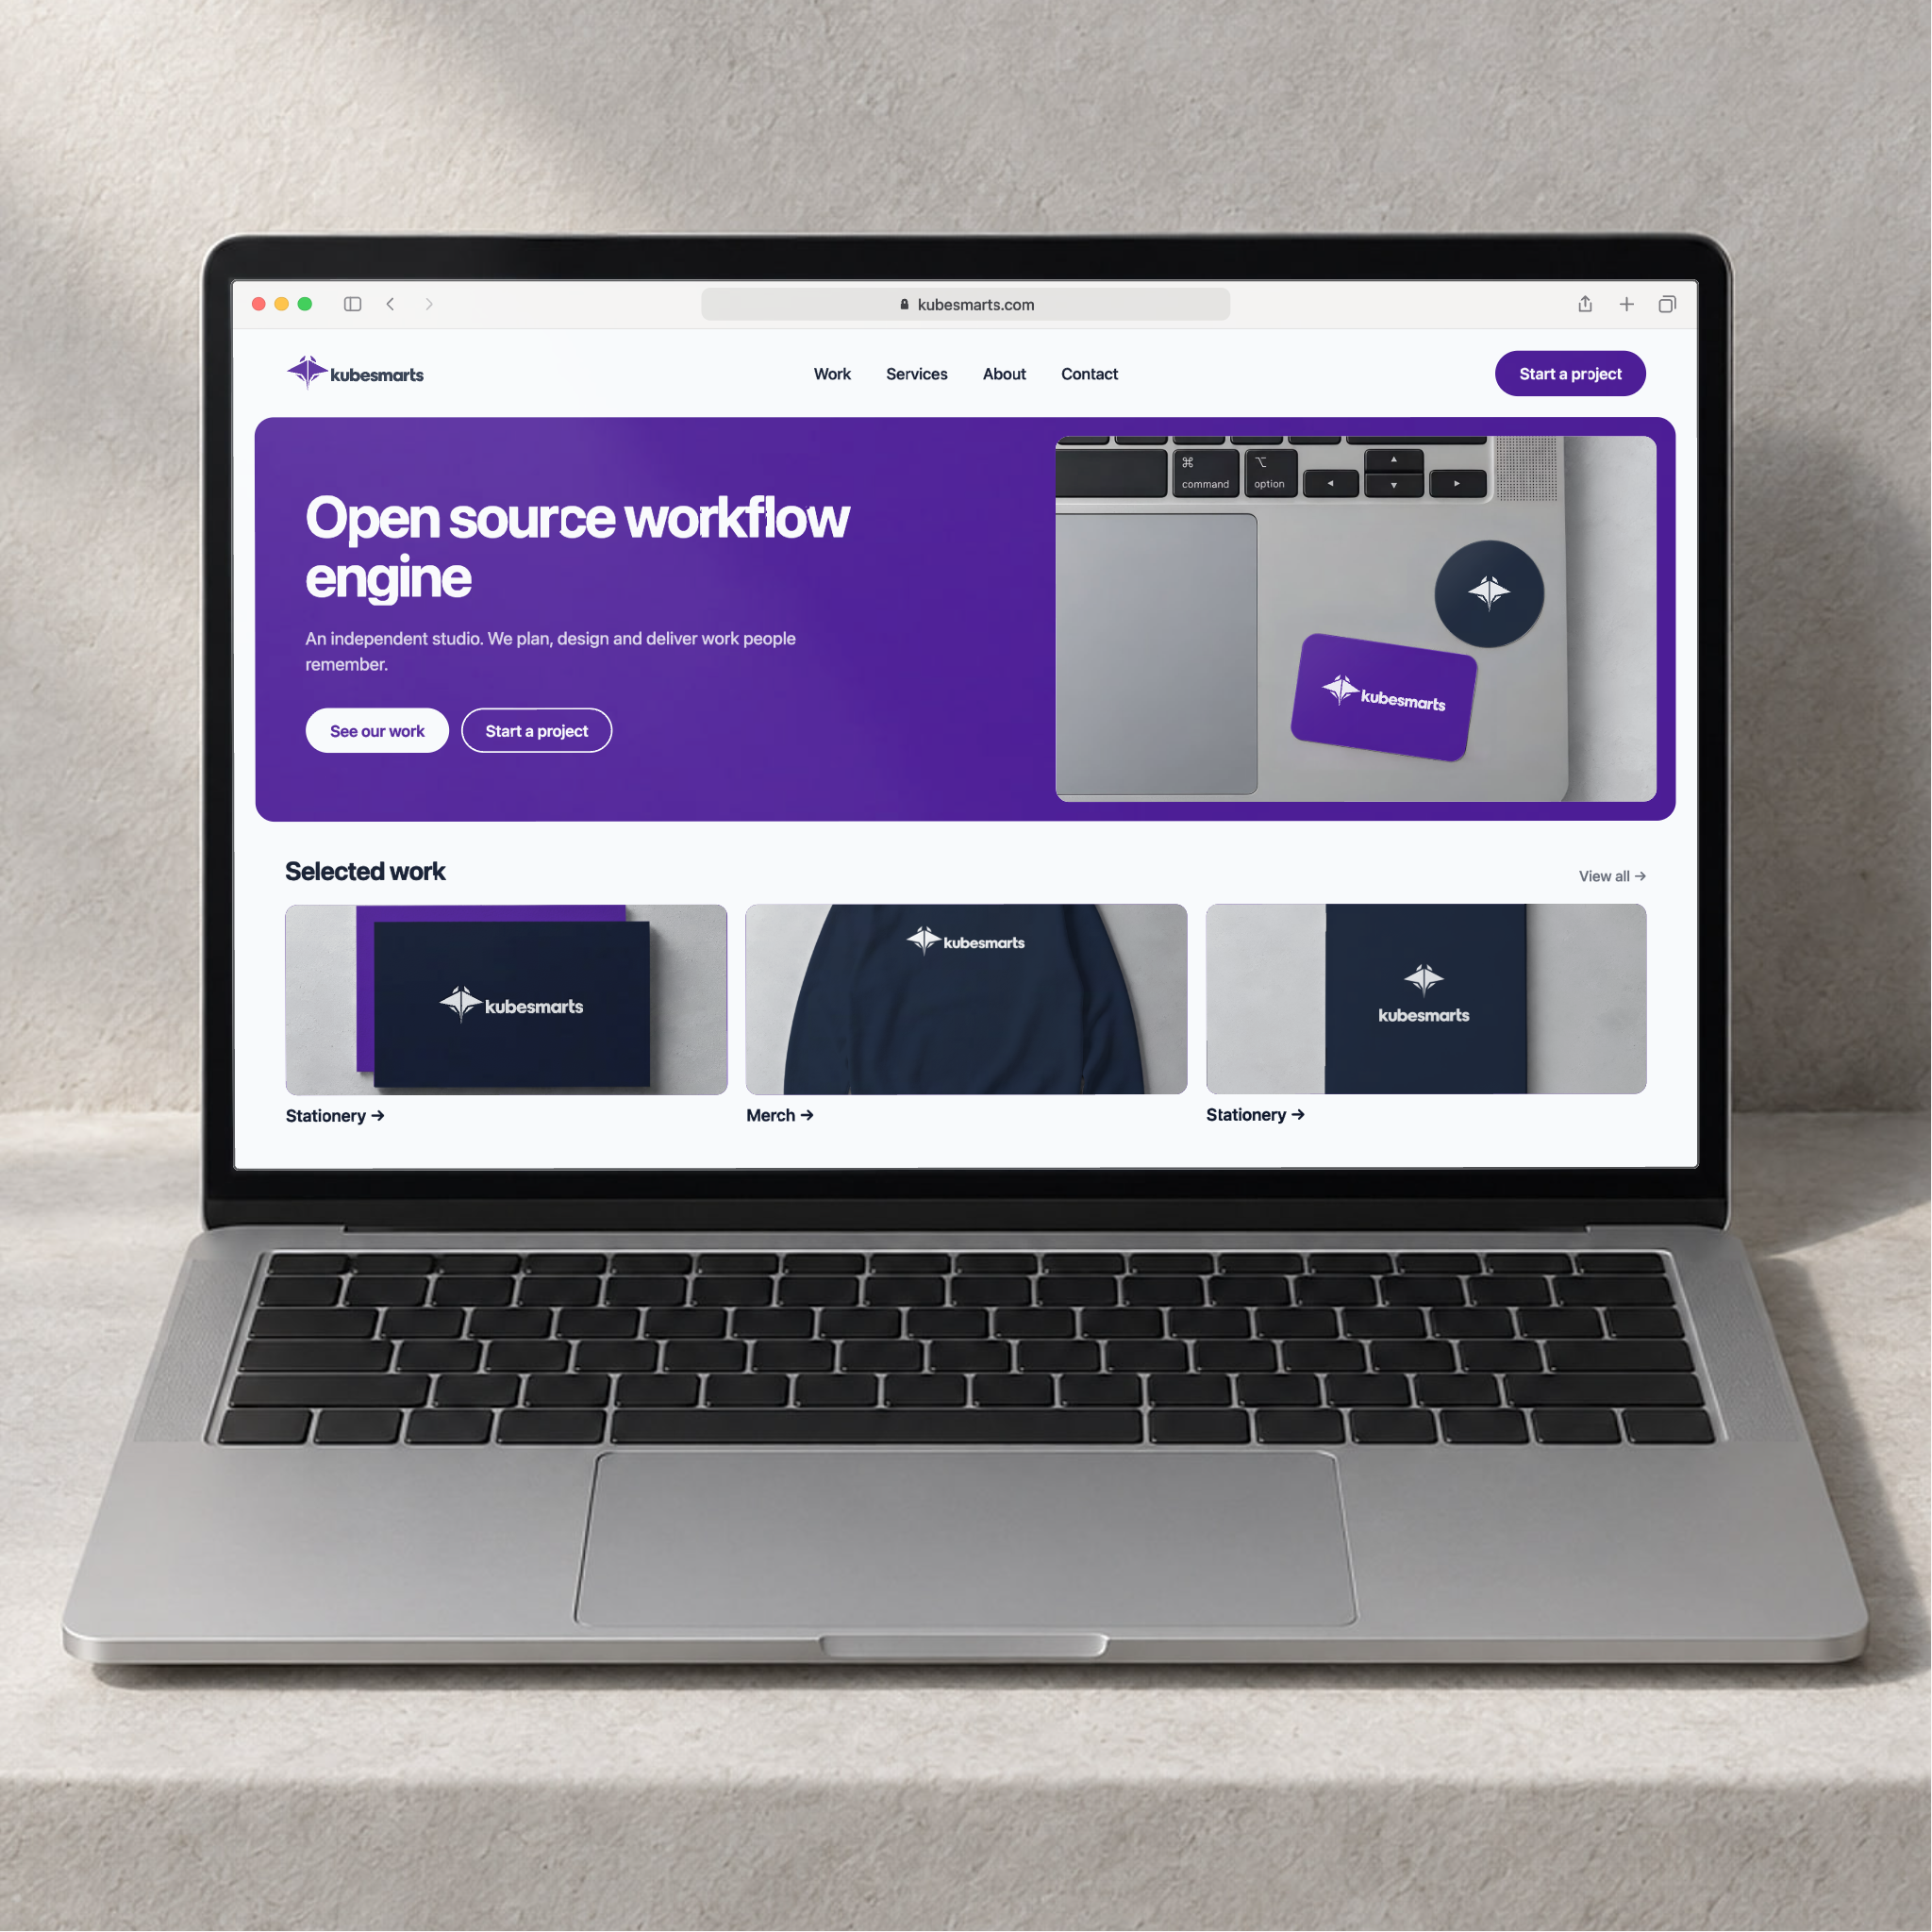 kubesmarts.com
kubesmarts
Work Services About Contact
Start a project
Open source workflow
engine
An independent studio. We plan, design and deliver work people
remember.
See our work
Start a project
⌘ ⌥
command option
kubesmarts
Selected work
View all →
kubesmarts
kubesmarts
kubesmarts
Stationery →
Merch →
Stationery →